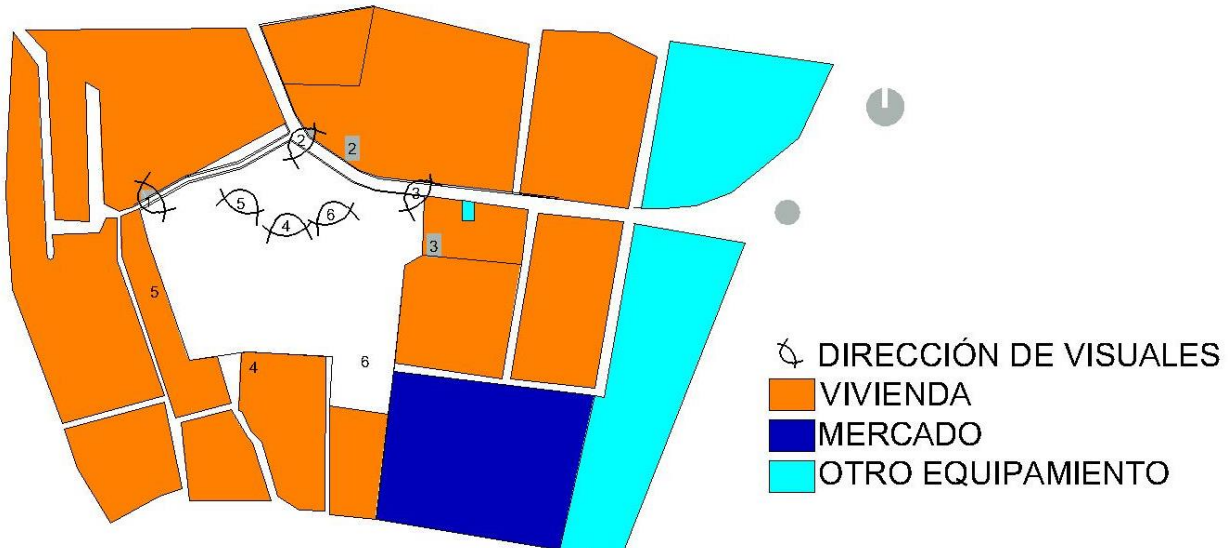 2
2
1
3
5
6
4
3
5
6
4
DIRECCIÓN DE VISUALES
VIVIENDA
MERCADO
OTRO EQUIPAMIENTO